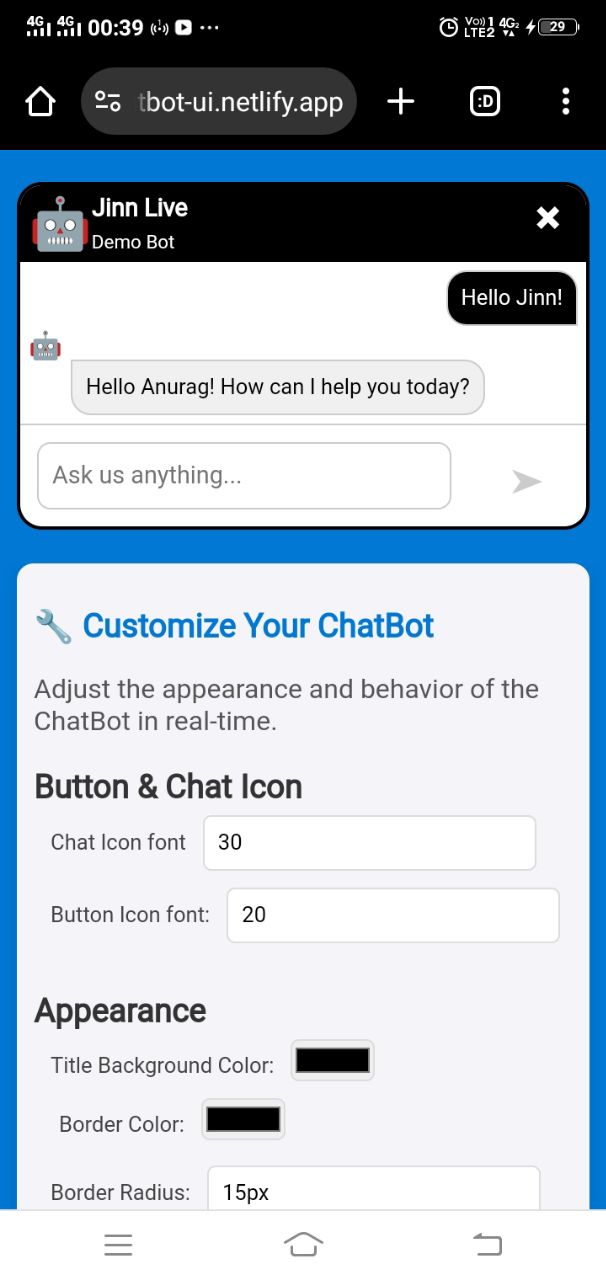 4G 4G 00:39 Vo)) 1 LTE2 4G2 29
tbot-ui.netlify.app :D
Jinn Live
Demo Bot
Hello Jinn!
Hello Anurag! How can I help you today?
Ask us anything...
Customize Your ChatBot
Adjust the appearance and behavior of the
ChatBot in real-time.
Button & Chat Icon
Chat Icon font 30
Button Icon font: 20
Appearance
Title Background Color:
Border Color:
Border Radius: 15px